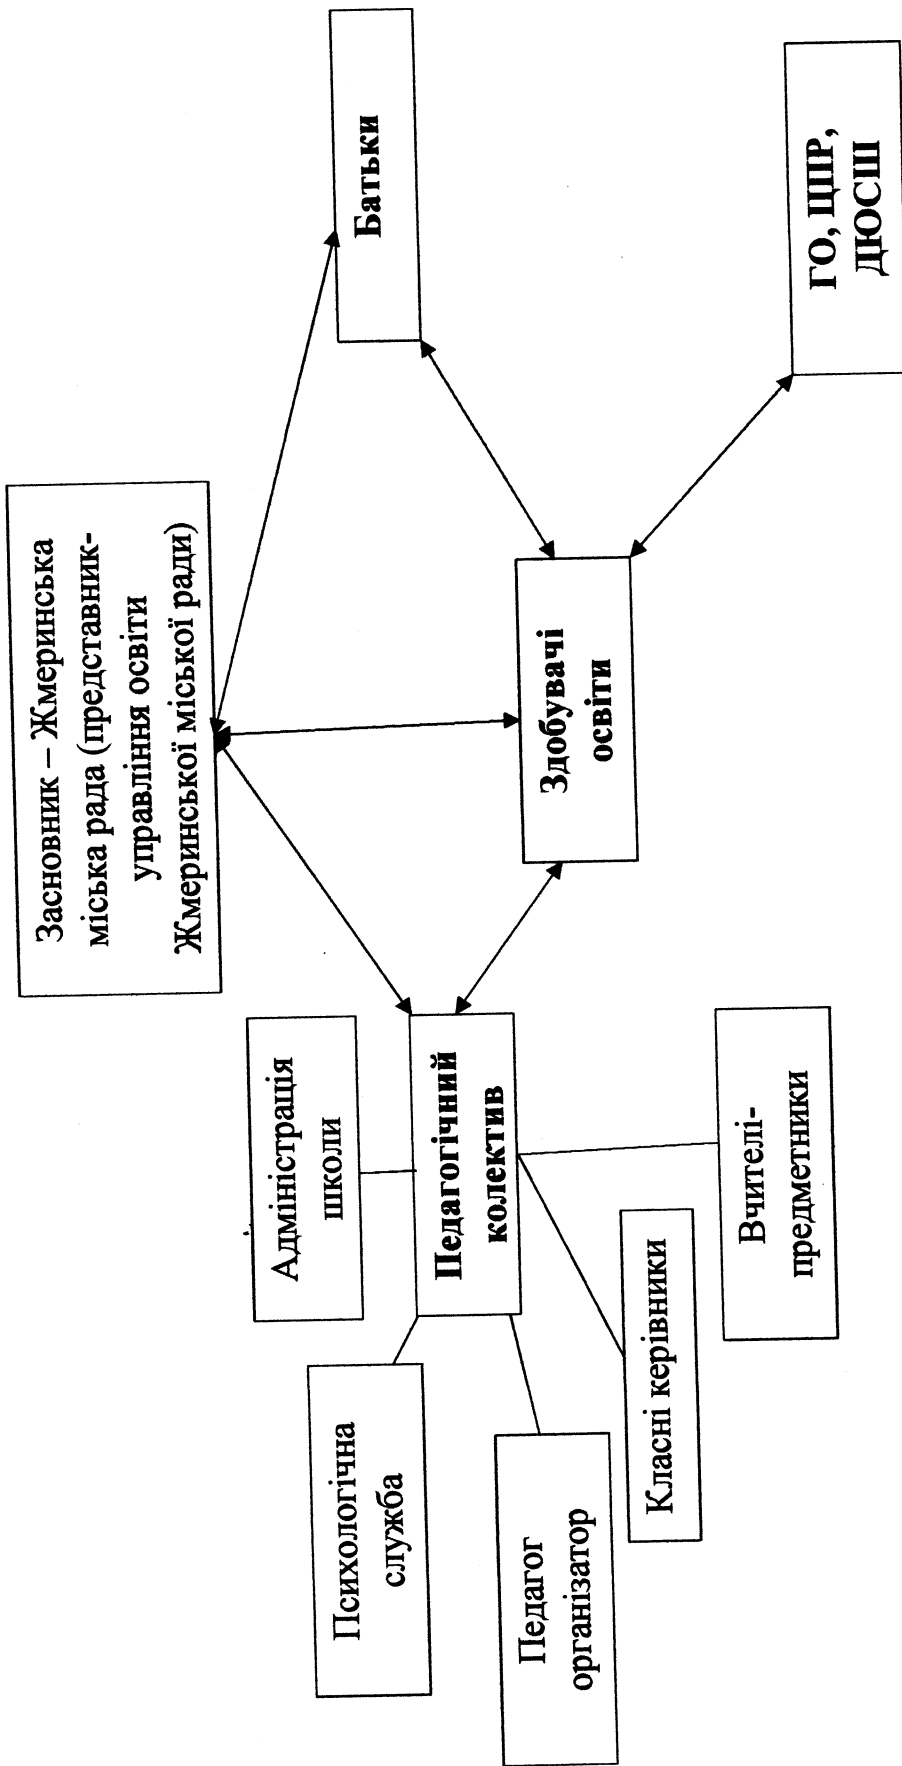 Засновник – Жмеринська
міська рада (представник-
управління освіти
Жмеринської міської ради)
Батьки
Адміністрація
школи
Психологічна
служба
Педагогічний
колектив
Здобувачі
освіти
Педагог
організатор
Класні керівники
Вчителі-
предметники
ГО, ЦПР,
ДЮСШ